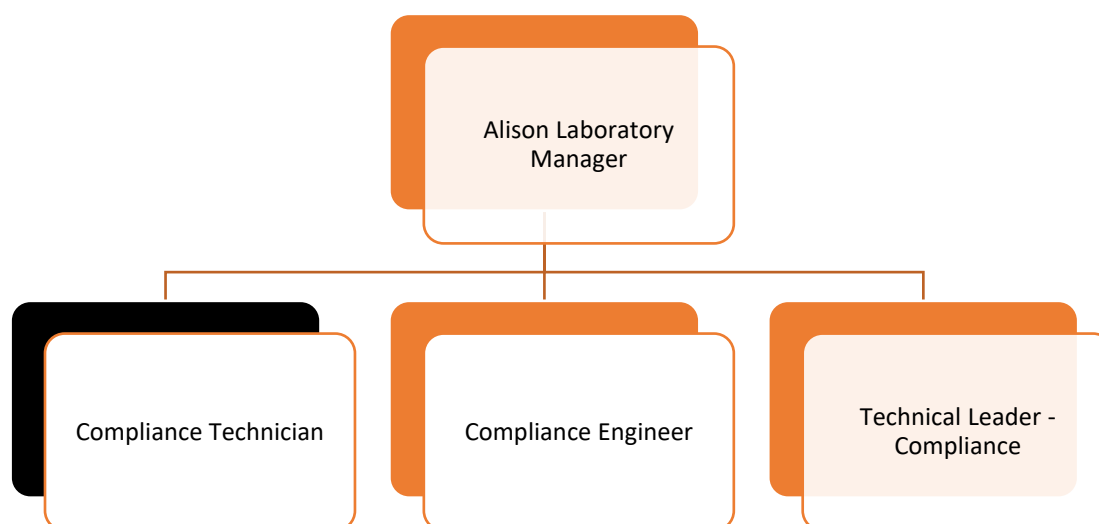 Alison Laboratory
Manager
Compliance Technician
Compliance Engineer
Technical Leader -
Compliance